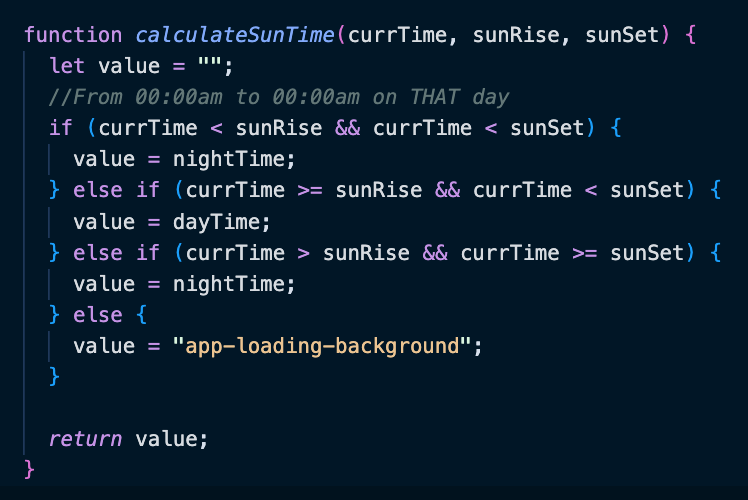 function calculateSunTime(currTime, sunRise, sunSet) {
let value = "";
//From 00:00am to 00:00am on THAT day
if (currTime < sunRise && currTime < sunSet) {
value = nightTime;
} else if (currTime >= sunRise && currTime < sunSet) {
value = dayTime;
} else if (currTime > sunRise && currTime >= sunSet) {
value = nightTime;
} else {
value = "app-loading-background";
}
return value;
}